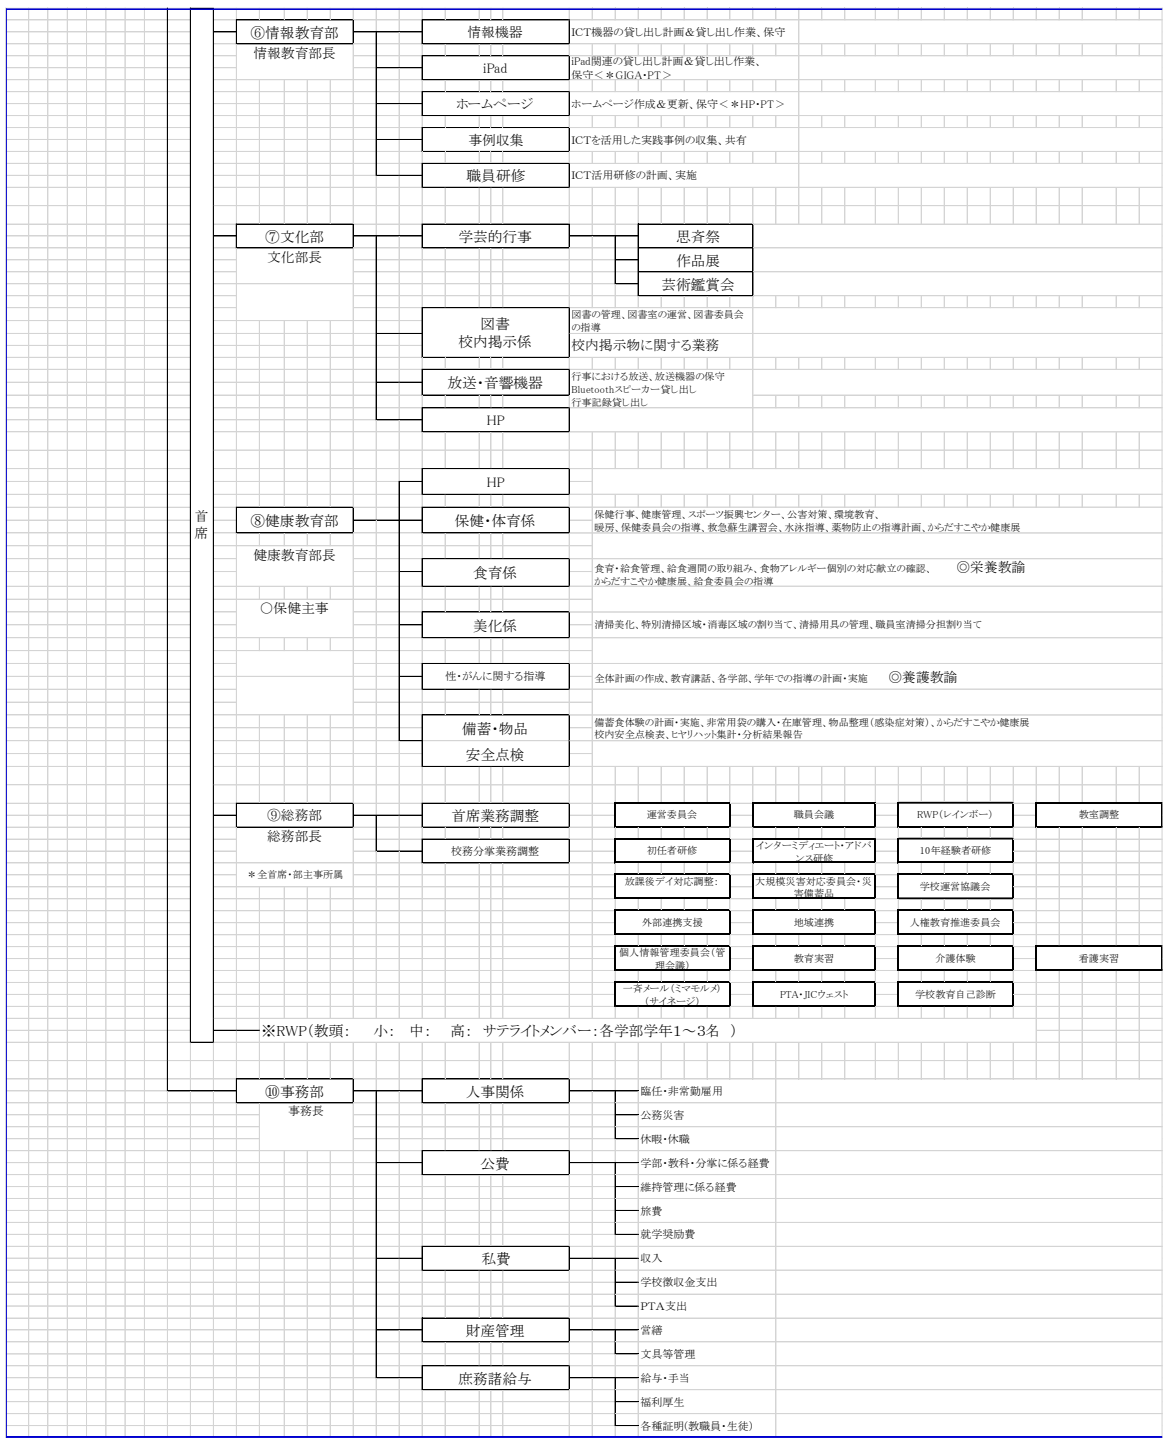 ⑥情報教育部
情報教育部長
情報機器
ICT機器の貸し出し計画&貸し出し作業、保守
iPad
iPad関連の貸し出し計画&貸し出し作業、
保守<*GIGA・PT>
ホームページ
ホームページ作成&更新、保守<*HP・PT>
事例収集
ICTを活用した実践事例の収集、共有
職員研修
ICT活用研修の計画、実施
⑦文化部
文化部長
学芸的行事
思斉祭
作品展
芸術鑑賞会
図書
校内掲示係
図書の管理、図書室の運営、図書委員会
の指導
校内掲示物に関する業務
放送・音響機器
行事における放送、放送機器の保守
Bluetoothスピーカー貸し出し
行事記録貸し出し
HP
首席
HP
⑧健康教育部
健康教育部長
○保健主事
保健・体育係
保健行事、健康管理、スポーツ振興センター、公害対策、環境教育、
暖房、保健委員会の指導、救急蘇生講習会、水泳指導、薬物防止の指導計画、からだすこやか健康展
食育係
食育・給食管理、給食週間の取り組み、食物アレルギー個別の対応献立の確認、 ◎栄養教諭
からだすこやか健康展、給食委員会の指導
美化係
清掃美化、特別清掃区域・消毒区域の割り当て、清掃用具の管理、職員室清掃分担割り当て
性・がんに関する指導
全体計画の作成、教育講話、各学部、学年での指導の計画・実施 ◎養護教諭
備蓄・物品
安全点検
備蓄食体験の計画・実施、非常用袋の購入・在庫管理、物品整理(感染症対策)、からだすこやか健康展
校内安全点検表、ヒヤリハット集計・分析結果報告
⑨総務部
総務部長
*全首席・部主事所属
首席業務調整
校務分掌業務調整
運営委員会
職員会議
RWP(レインボー)
教室調整
初任者研修
インターミディエート・アドバ
ンス研修
10年経験者研修
放課後デイ対応調整:
大規模災害対応委員会・災
害備蓄品
学校運営協議会
外部連携支援
地域連携
人権教育推進委員会
個人情報管理委員会(管
理会議)
教育実習
介護体験
看護実習
一斉メール(ミマモルメ)
(サイネージ)
PTA・JICウェスト
学校教育自己診断
※RWP(教頭: 小: 中: 高: サテライトメンバー:各学部学年1～3名 )
⑩事務部
事務長
人事関係
臨任・非常勤雇用
公務災害
休暇・休職
公費
学部・教科・分掌に係る経費
維持管理に係る経費
旅費
就学奨励費
私費
収入
学校徴収金支出
PTA支出
財産管理
営繕
文具等管理
庶務諸給与
給与・手当
福利厚生
各種証明(教職員・生徒)